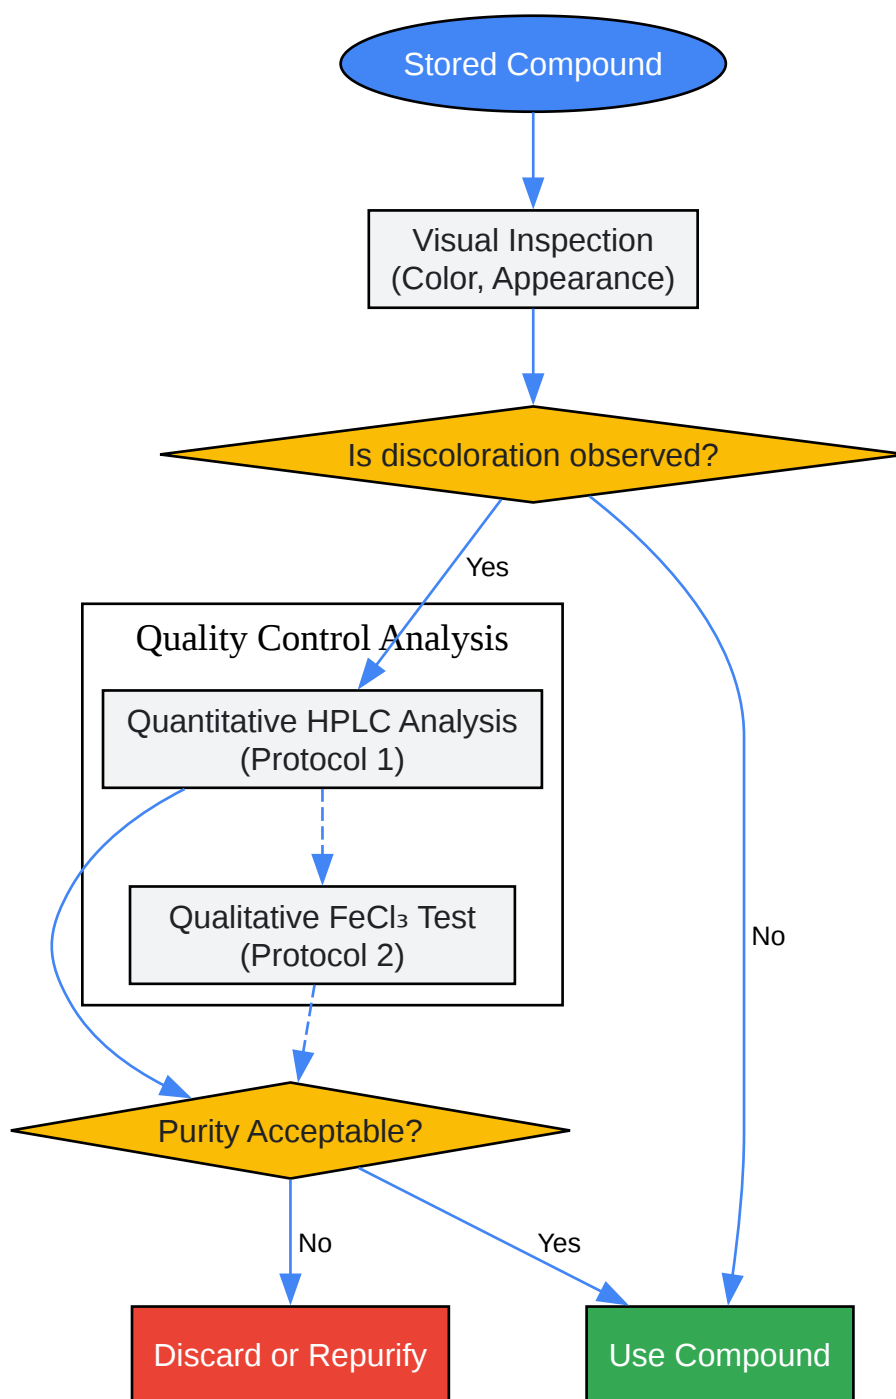 Stored Compound
Visual Inspection
(Color, Appearance)
Is discoloration observed?
Yes
Quality Control Analysis
Quantitative HPLC Analysis
(Protocol 1)
Qualitative FeCl₃ Test
(Protocol 2)
No
Purity Acceptable?
No
Yes
Discard or Repurify
Use Compound